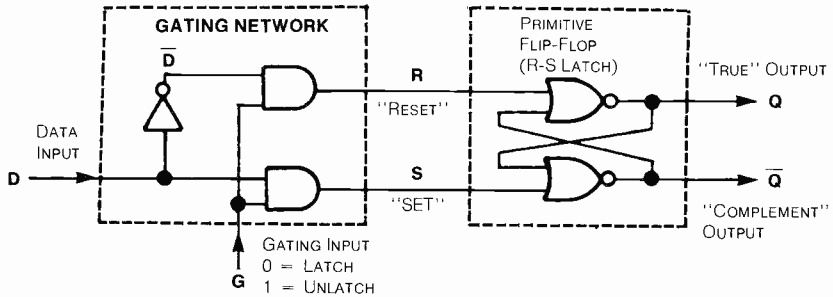 GATING NETWORK
D
R
"RESET"
DATA
INPUT
D
S
"SET"
GATING INPUT
0 = LATCH
1 = UNLATCH
G
PRIMITIVE
FLIP-FLOP
(R-S LATCH)
"TRUE" OUTPUT
Q
Q
"COMPLEMENT"
OUTPUT